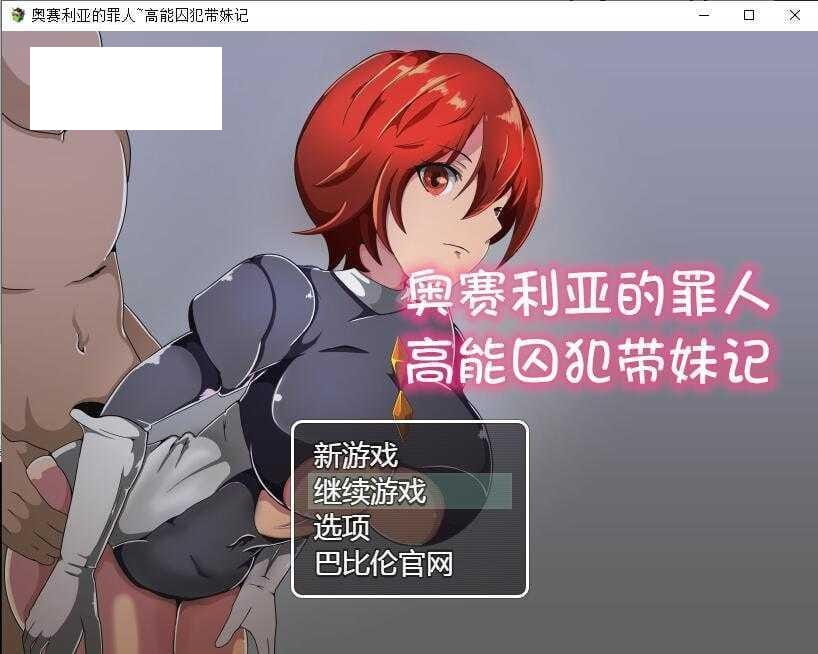 奥赛利亚的罪人~高能囚犯带妹记
奥赛利亚的罪人
高能囚犯带妹记
新游戏
继续游戏
选项
巴比伦官网